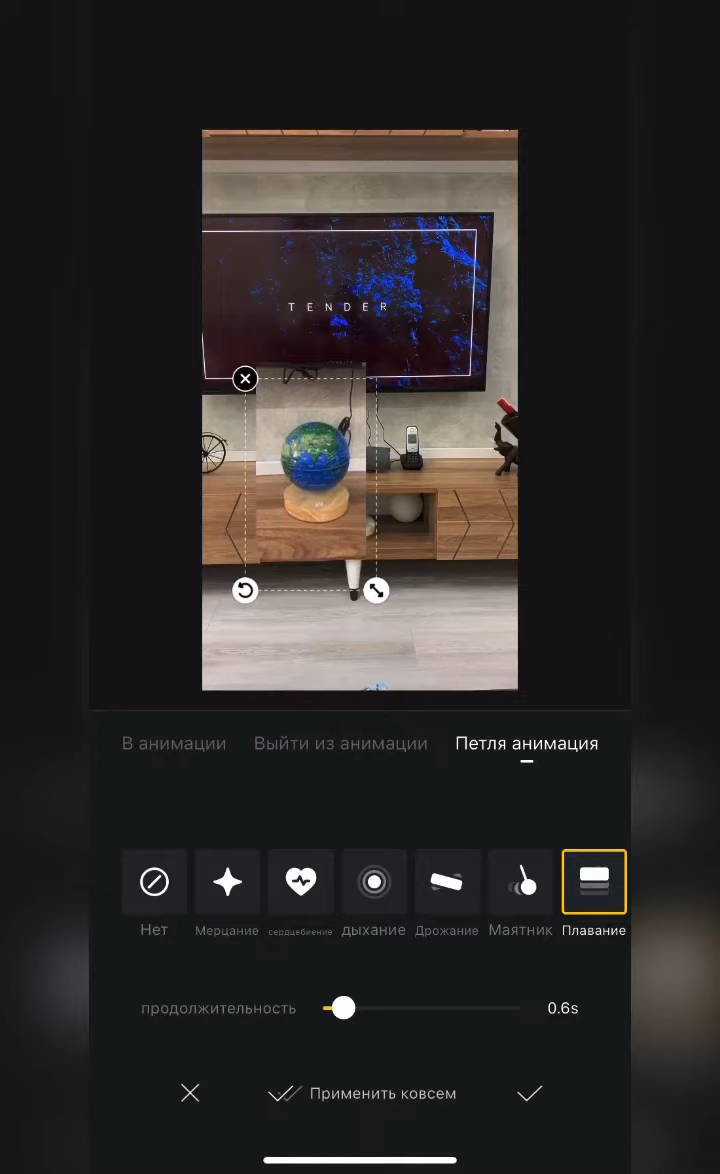 TENDER
В анимации
Выйти из анимации
Петля анимация
Нет
Мерцание
сердцебиение
дыхание
Дрожание
Маятник
Плавание
продолжительность
0.6s
Применить ковсем